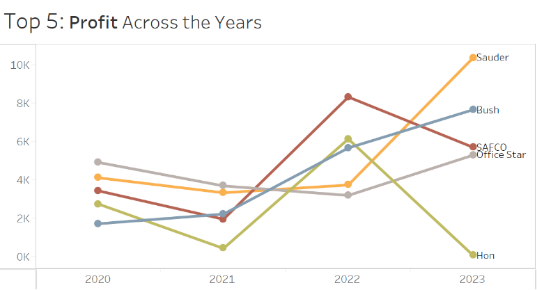 Top 5: Profit Across the Years
10K
Sauder
8K
Bush
6K
SAFCO
Office Star
4K
2K
0K
Hon
2020 2021 2022 2023